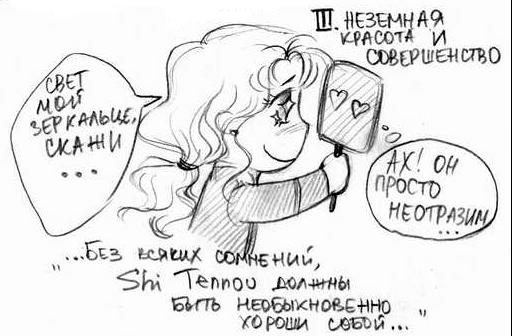 III. НЕЗЕМНАЯ
КРАСОТА И
СОВЕРШЕНСТВО
СВЕТ
МОЙ
ЗЕРКАЛЬЦЕ,
СКАЖИ
...
АХ! ОН
ПРОСТО
НЕОТРАЗИМ
...
"...БЕЗ ВСЯКИХ СОМНЕНИЙ,
Shi Tennou ДОЛЖНЫ
БЫТЬ НЕОБЫКНОВЕННО
ХОРОШИ СОБОЙ..."